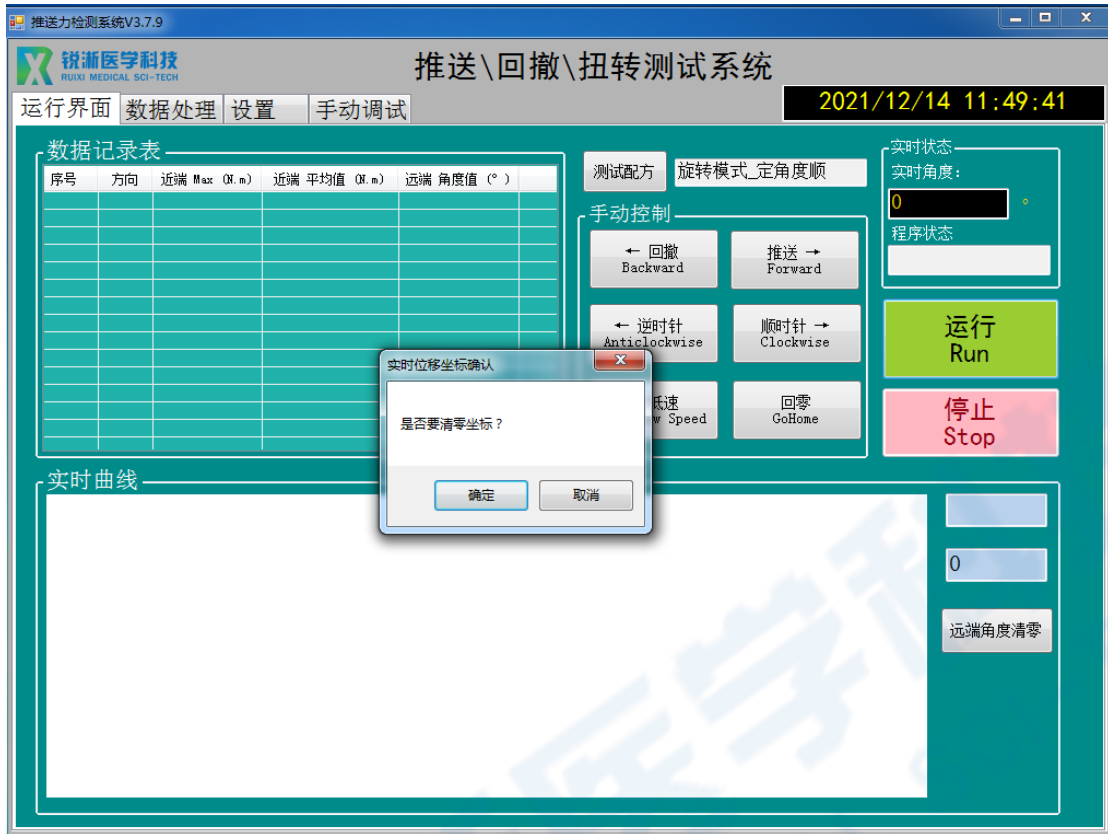 推送力检测系统V3.7.9
锐浙医学科技
RUIXI MEDICAL SCI-TECH
推送\回撤\扭转测试系统
运行界面 数据处理 设置 手动调试
2021/12/14 11:49:41
数据记录表
序号 方向 近端 Max (N.m) 近端 平均值 (N.m) 远端 角度值 (°)
测试配方 旋转模式_定角度顺
手动控制
← 回撤
Backward
推送 →
Forward
← 逆时针
Anticlockwise
顺时针 →
Clockwise
低速
w Speed
回零
GoHome
实时状态
实时角度:
0 °
程序状态
运行
Run
停止
Stop
实时位移坐标确认
是否要清零坐标?
确定 取消
实时曲线
0
远端角度清零